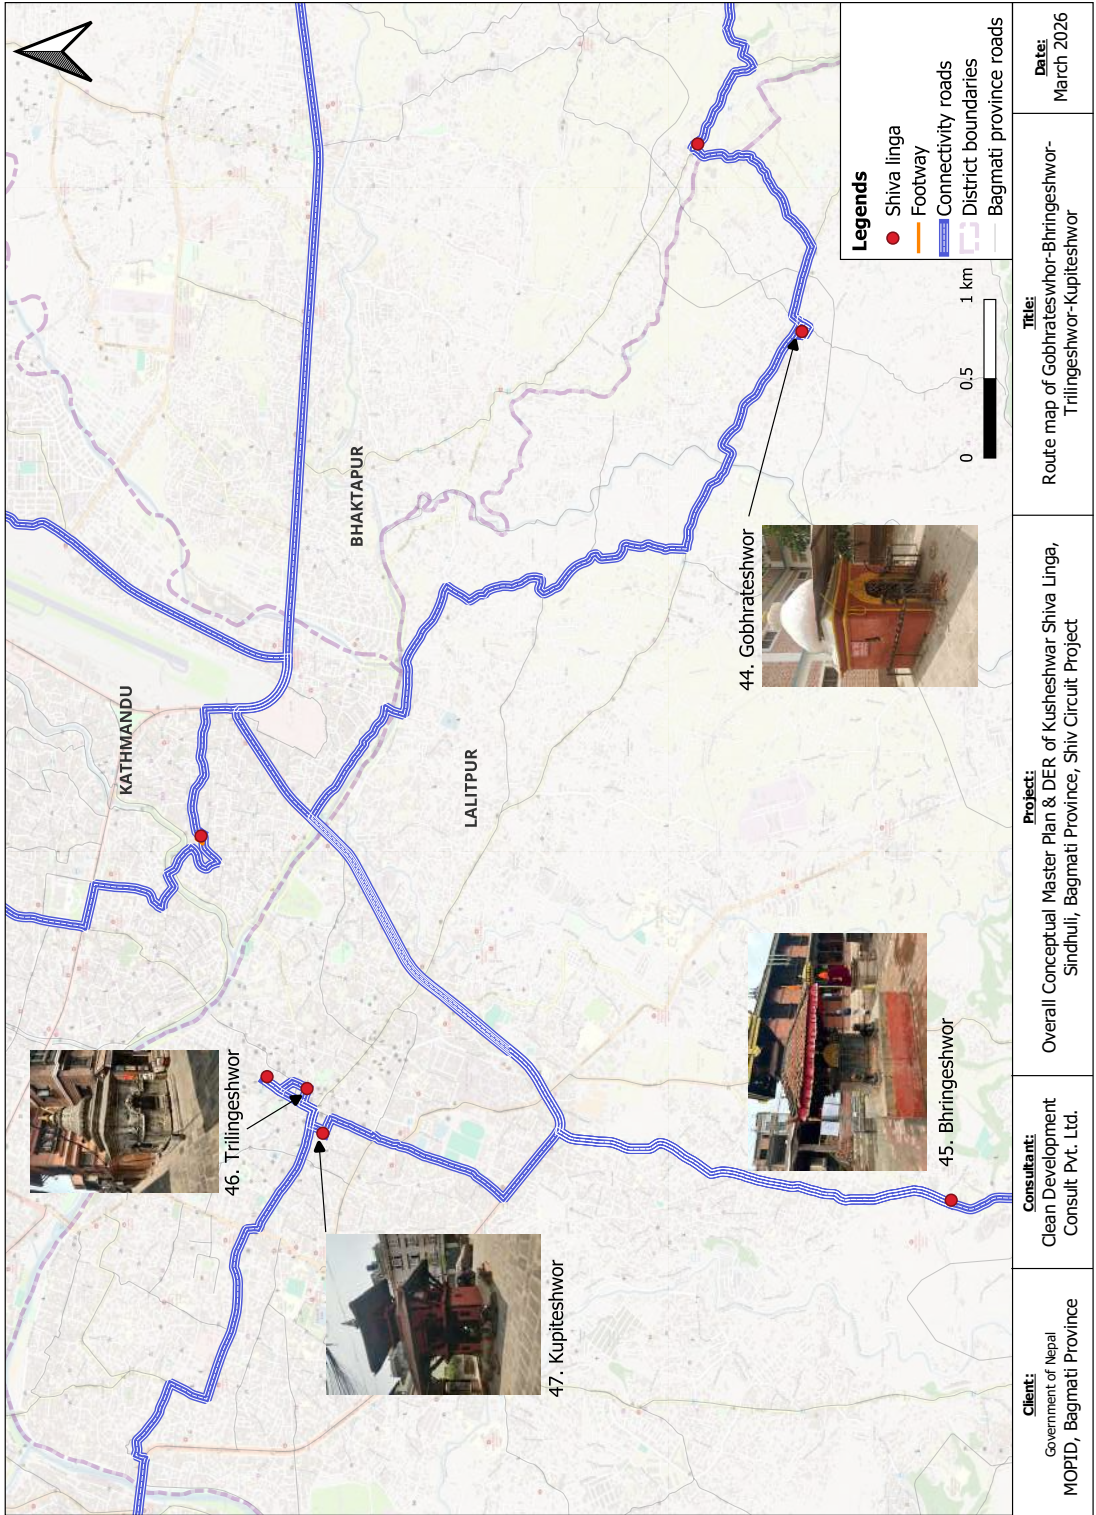 KATHMANDU
BHAKTAPUR
LALITPUR
46. Trilingeshwor
47. Kupiteshwor
45. Bhringeshwor
44. Gobhrateshwor
0 0.5 1 km
Legends
Shiva linga
Footway
Connectivity roads
District boundaries
Bagmati province roads
Client:
Government of Nepal
MOPID, Bagmati Province
Consultant:
Clean Development
Consult Pvt. Ltd.
Project:
Overall Conceptual Master Plan & DER of Kusheshwar Shiva Linga,
Sindhuli, Bagmati Province, Shiv Circuit Project
Title:
Route map of Gobhrateswhor-Bhringeshwor-
Trilingeshwor-Kupiteshwor
Date:
March 2026